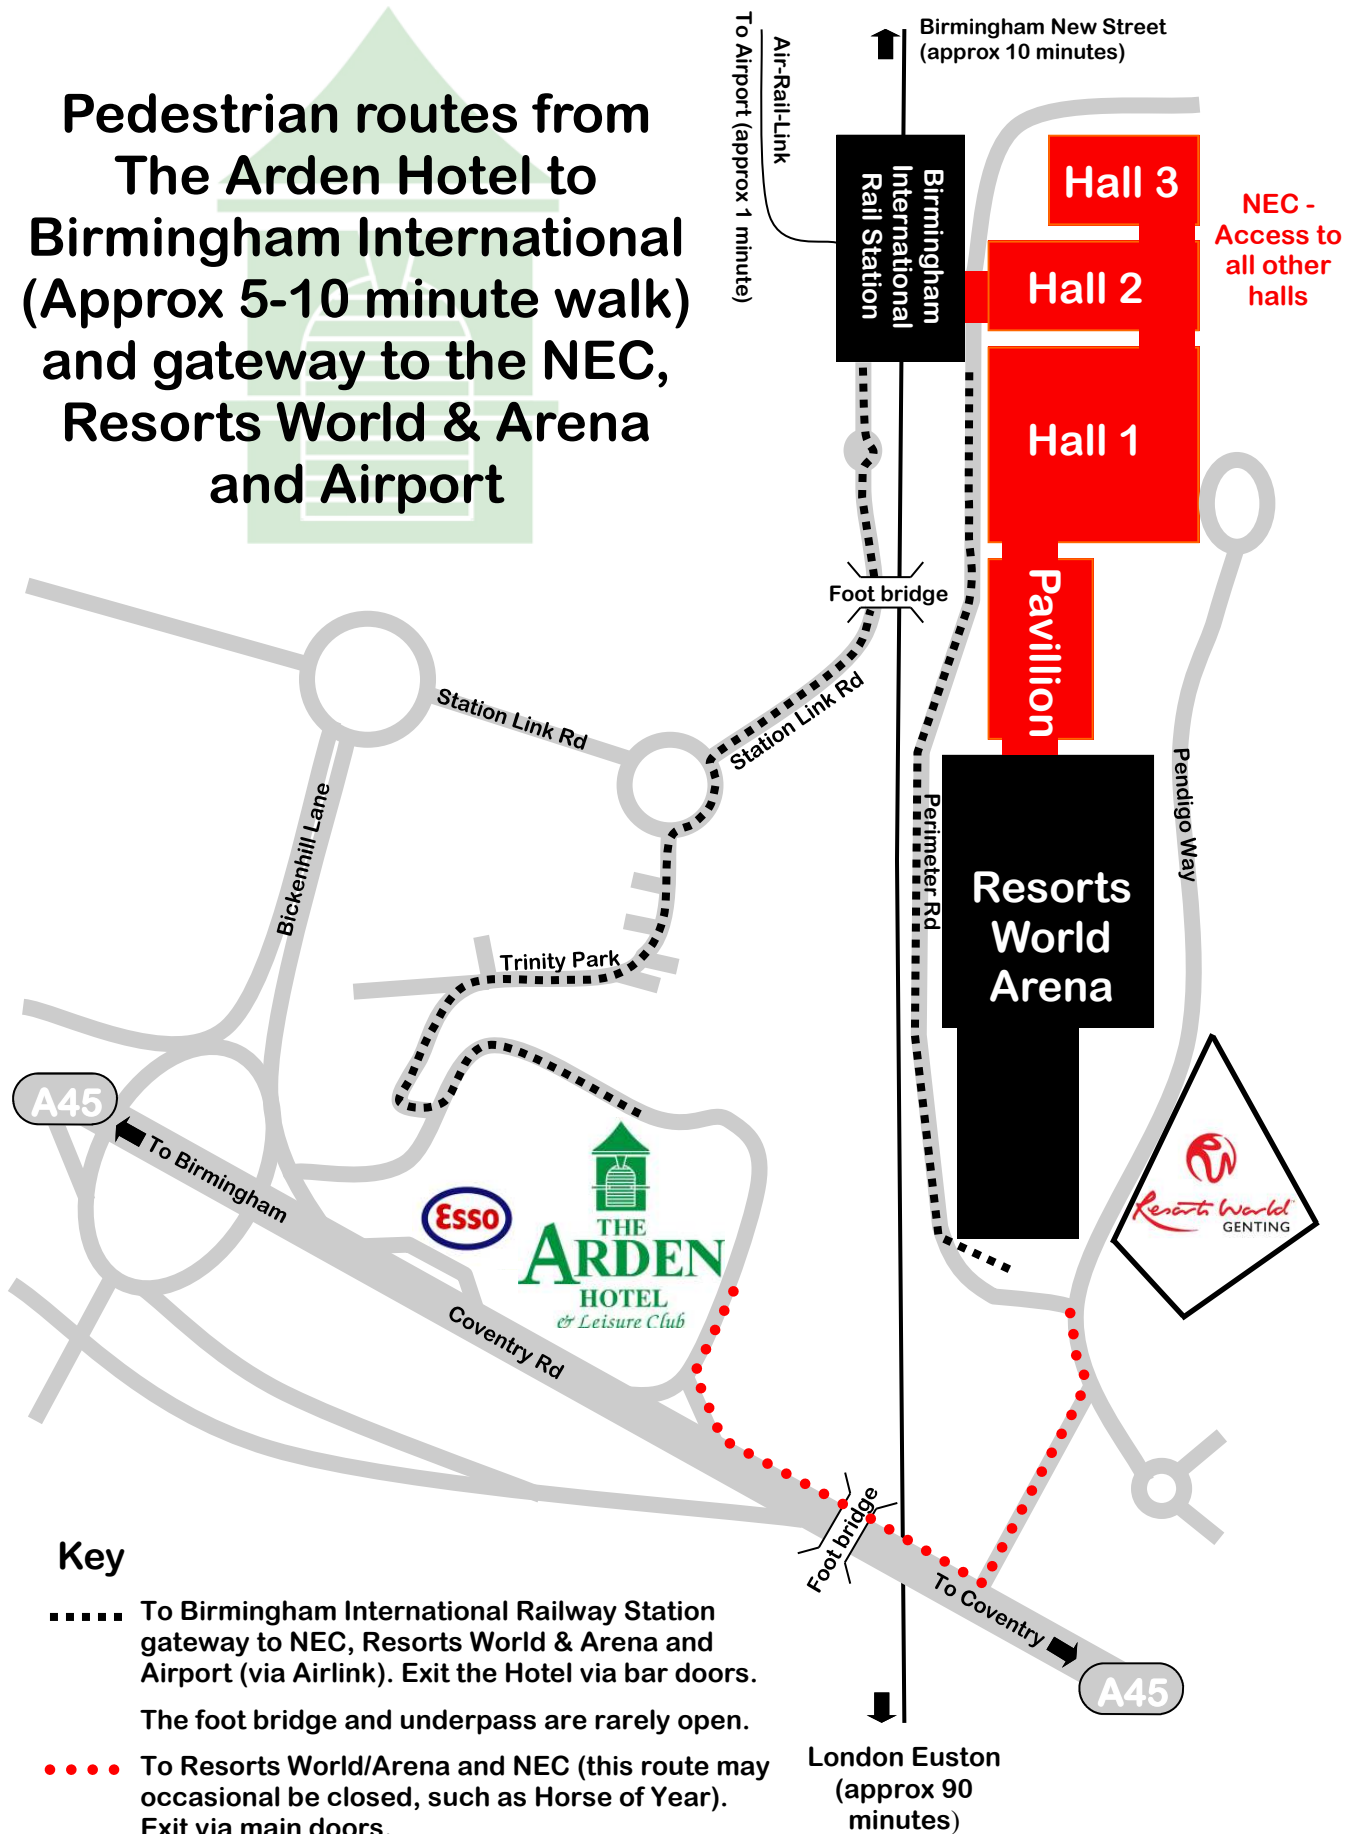 Pedestrian routes from
The Arden Hotel to
Birmingham International
(Approx 5-10 minute walk)
and gateway to the NEC,
Resorts World & Arena
and Airport
To Airport (approx 1 minute)
Air-Rail-Link
Birmingham New Street
(approx 10 minutes)
Birmingham
International
Rail Station
Hall 3
Hall 2
Hall 1
NEC -
Access to
all other
halls
Pavillion
Foot bridge
Station Link Rd
Station Link Rd
Bickenhill Lane
Trinity Park
Perimeter Rd
Pendigo Way
Resorts
World
Arena
A45
To Birmingham
Esso
THE
ARDEN
HOTEL
& Leisure Club
Resorts World
GENTING
Coventry Rd
Foot bridge
To Coventry
A45
London Euston
(approx 90
minutes)
Key
To Birmingham International Railway Station
gateway to NEC, Resorts World & Arena and
Airport (via Airlink). Exit the Hotel via bar doors.
The foot bridge and underpass are rarely open.
To Resorts World/Arena and NEC (this route may
occasional be closed, such as Horse of Year).
Exit via main doors.